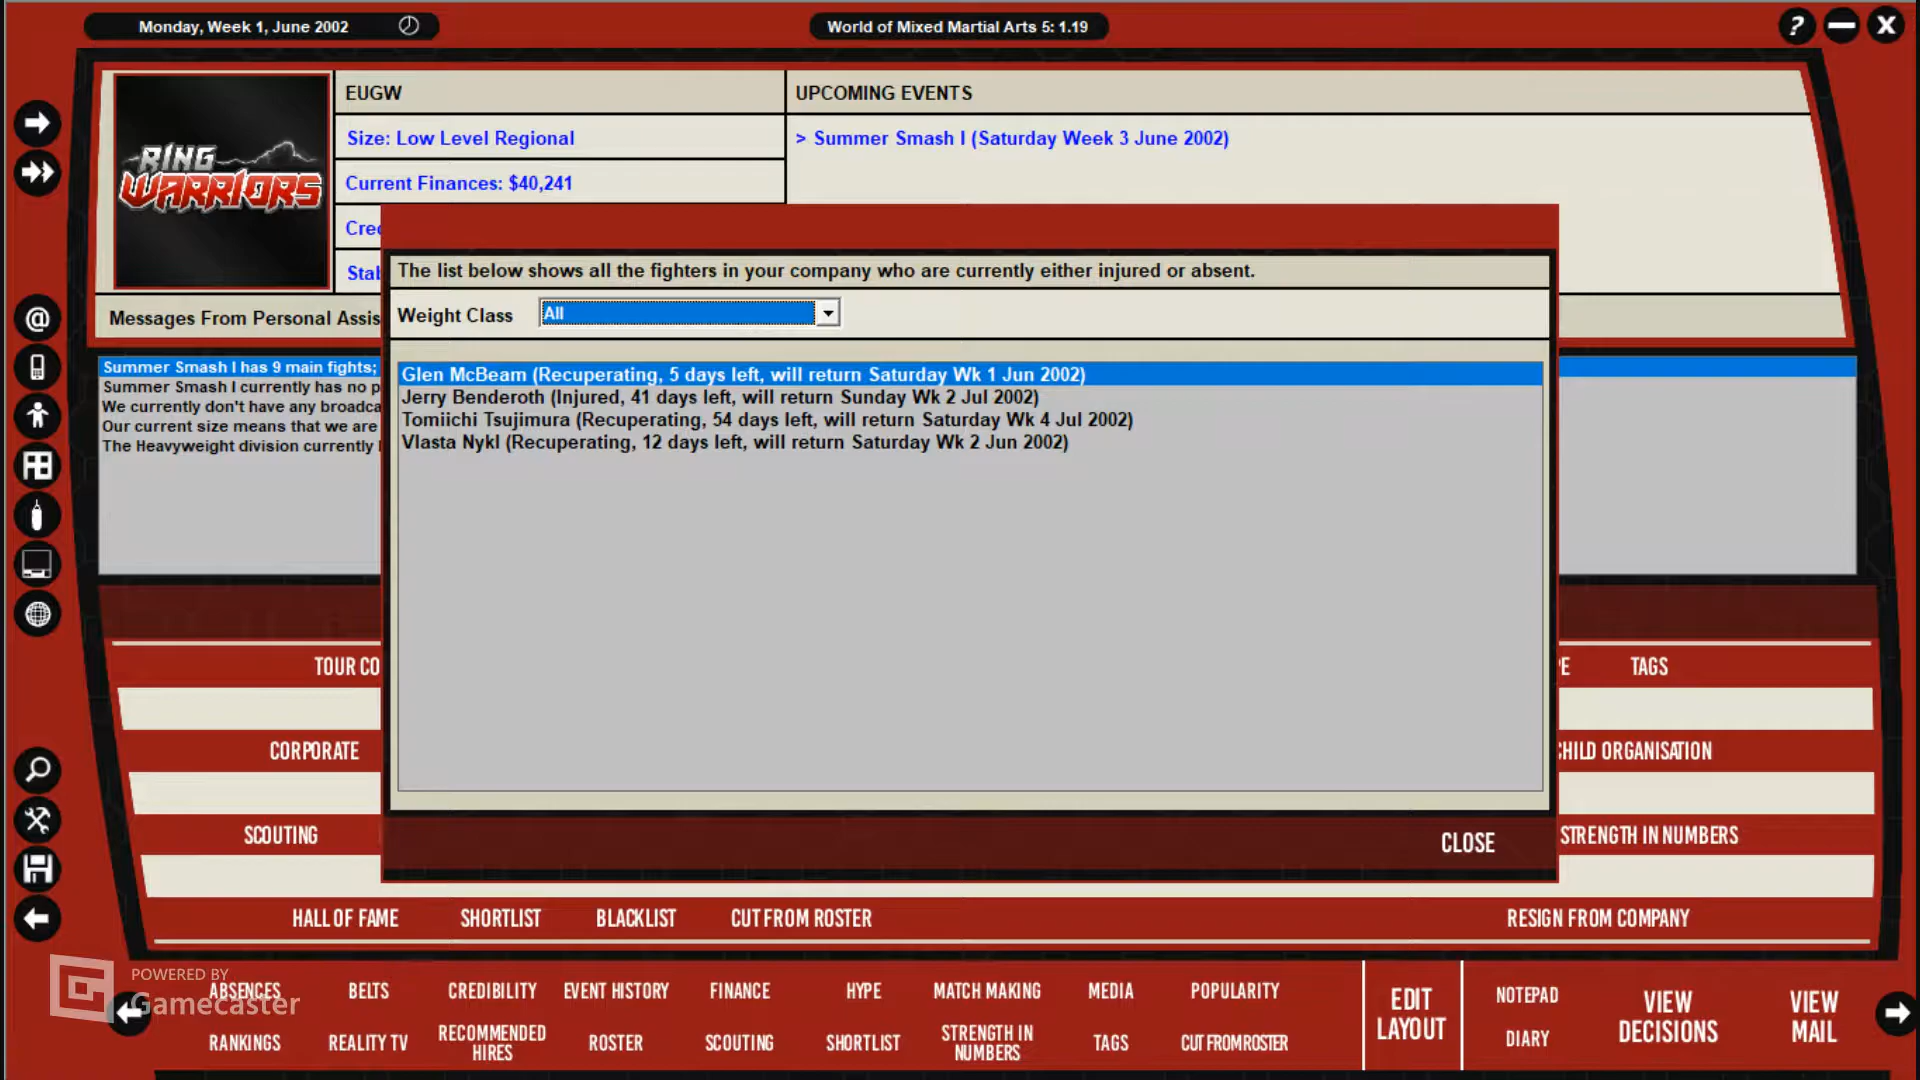 Monday, Week 1, June 2002
World of Mixed Martial Arts 5: 1.19
?
X
RING
WARRIORS
EUGW
UPCOMING EVENTS
Size: Low Level Regional
> Summer Smash I (Saturday Week 3 June 2002)
Current Finances: $40,241
Cred
Stab
Messages From Personal Assis
The list below shows all the fighters in your company who are currently either injured or absent.
Weight Class
All
Summer Smash I has 9 main fights;
Summer Smash I currently has no p
We currently don't have any broadca
Our current size means that we are
The Heavyweight division currently
Glen McBeam (Recuperating, 5 days left, will return Saturday Wk 1 Jun 2002)
Jerry Benderoth (Injured, 41 days left, will return Sunday Wk 2 Jul 2002)
Tomiichi Tsujimura (Recuperating, 54 days left, will return Saturday Wk 4 Jul 2002)
Vlasta Nykl (Recuperating, 12 days left, will return Saturday Wk 2 Jun 2002)
@
TOUR CO
PE
TAGS
CORPORATE
CHILD ORGANISATION
SCOUTING
STRENGTH IN NUMBERS
CLOSE
HALL OF FAME
SHORTLIST
BLACKLIST
CUT FROM ROSTER
RESIGN FROM COMPANY
POWERED BY
Gamecaster
ABSENCES
BELTS
CREDIBILITY
EVENT HISTORY
FINANCE
HYPE
MATCH MAKING
MEDIA
POPULARITY
RANKINGS
REALITY TV
RECOMMENDED
HIRES
ROSTER
SCOUTING
SHORTLIST
STRENGTH IN
NUMBERS
TAGS
CUT FROM ROSTER
EDIT
LAYOUT
NOTEPAD
DIARY
VIEW
DECISIONS
VIEW
MAIL